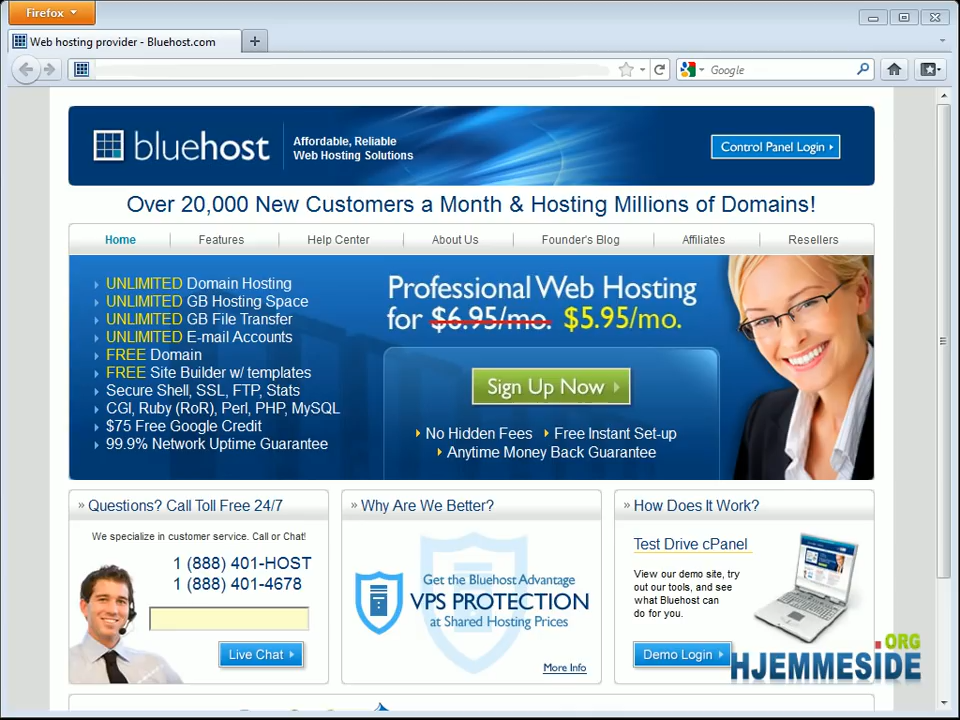 Firefox
Web hosting provider - Bluehost.com
Google
bluehost
Affordable, Reliable
Web Hosting Solutions
Control Panel Login
Over 20,000 New Customers a Month & Hosting Millions of Domains!
Home Features Help Center About Us Founder's Blog Affiliates Resellers
UNLIMITED Domain Hosting
UNLIMITED GB Hosting Space
UNLIMITED GB File Transfer
UNLIMITED E-mail Accounts
FREE Domain
FREE Site Builder w/ templates
Secure Shell, SSL, FTP, Stats
CGI, Ruby (RoR), Perl, PHP, MySQL
$75 Free Google Credit
99.9% Network Uptime Guarantee
Professional Web Hosting
for $6.95/mo. $5.95/mo.
Sign Up Now
No Hidden Fees Free Instant Set-up
Anytime Money Back Guarantee
» Questions? Call Toll Free 24/7
We specialize in customer service. Call or Chat!
1 (888) 401-HOST
1 (888) 401-4678
Live Chat
» Why Are We Better?
Get the Bluehost Advantage
VPS PROTECTION
at Shared Hosting Prices
More Info
» How Does It Work?
Test Drive cPanel
View our demo site, try
out our tools, and see
what Bluehost can
do for you.
Demo Login
.ORG
HJEMMESIDE